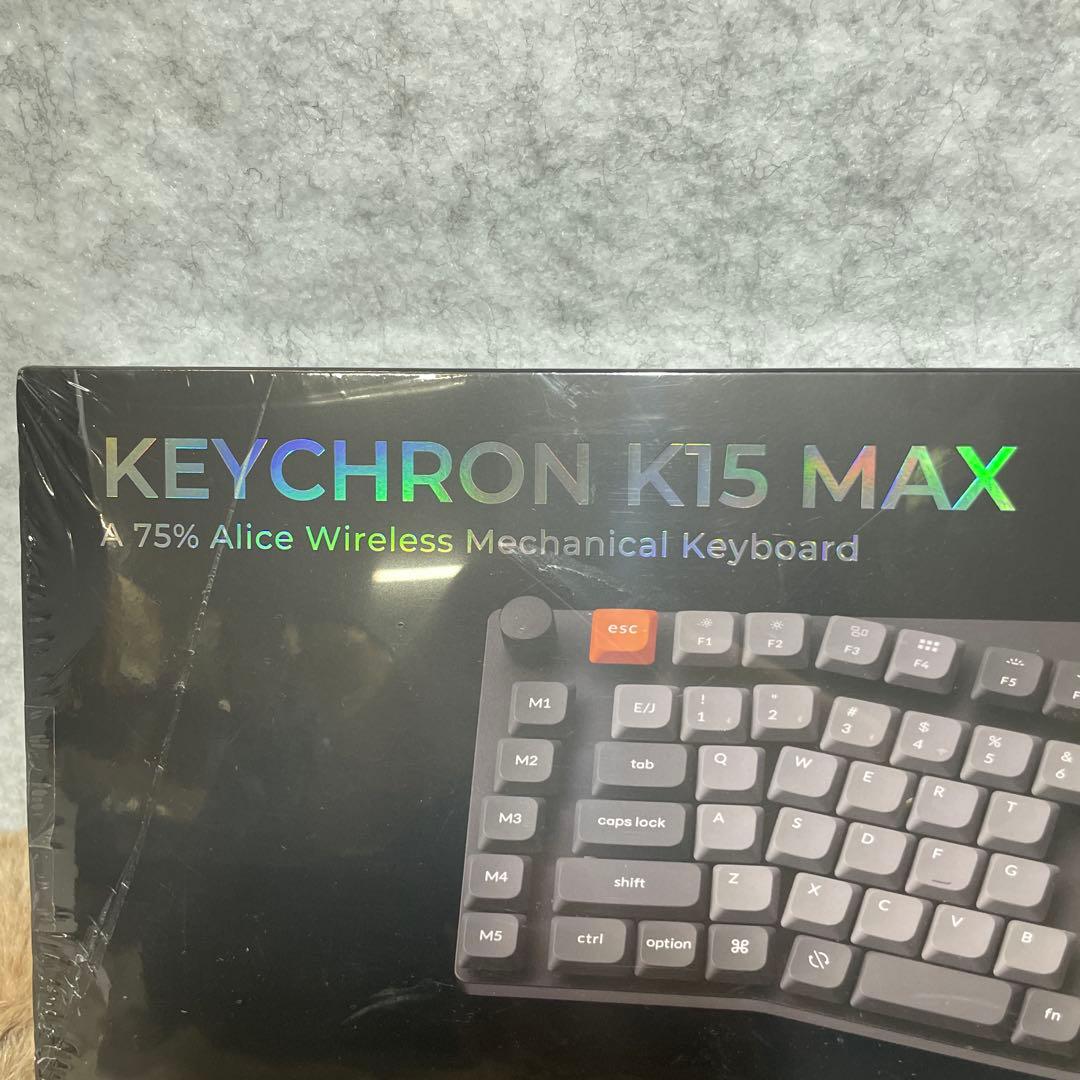 KEYCHRON K15 MAX
A 75% Alice Wireless Mechanical Keyboard
esc F1 F2 F3 F4 F5
M1 E/J ! 1 " 2 # 3 $ 4 % 5 & 6
M2 tab Q W E R T
M3 caps lock A S D F G
M4 shift Z X C V B
M5 ctrl option ⌘ fn